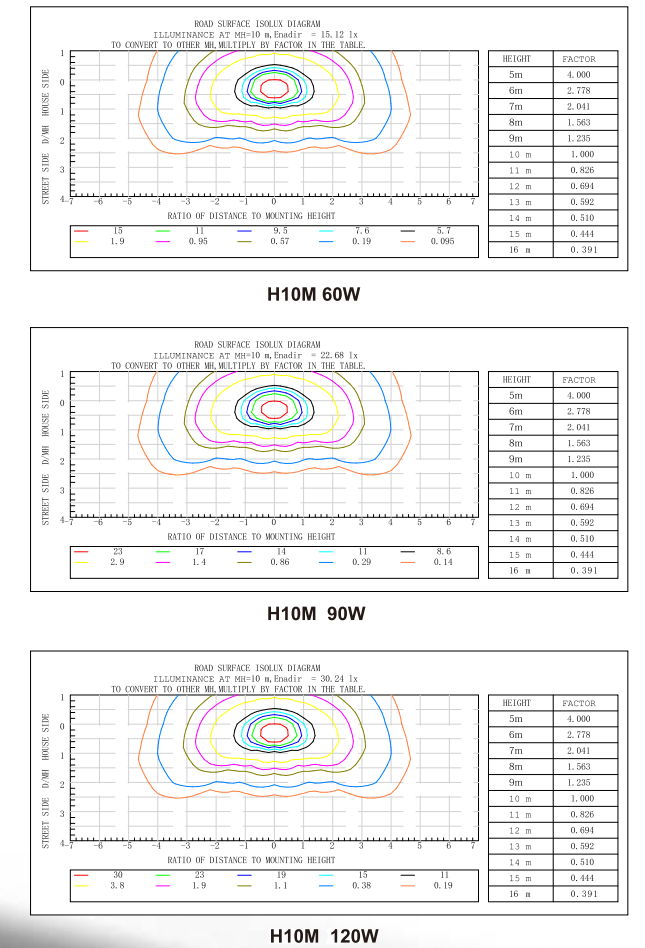 ROAD SURFACE ISOLUX DIAGRAM
ILLUMINANCE AT MH=10 m,Enadir = 15.12 lx
TO CONVERT TO OTHER MH,MULTIPLY BY FACTOR IN THE TABLE.
STREET SIDE D/MH HOUSE SIDE
1
0
1
2
3
4
-7 -6 -5 -4 -3 -2 -1 0 1 2 3 4 5 6 7
RATIO OF DISTANCE TO MOUNTING HEIGHT
15 11 9.5 7.6 5.7
1.9 0.95 0.57 0.19 0.095
HEIGHT FACTOR
5m 4.000
6m 2.778
7m 2.041
8m 1.563
9m 1.235
10 m 1.000
11 m 0.826
12 m 0.694
13 m 0.592
14 m 0.510
15 m 0.444
16 m 0.391
H10M 60W
ROAD SURFACE ISOLUX DIAGRAM
ILLUMINANCE AT MH=10 m,Enadir = 22.68 lx
TO CONVERT TO OTHER MH,MULTIPLY BY FACTOR IN THE TABLE.
STREET SIDE D/MH HOUSE SIDE
1
0
1
2
3
4
-7 -6 -5 -4 -3 -2 -1 0 1 2 3 4 5 6 7
RATIO OF DISTANCE TO MOUNTING HEIGHT
23 17 14 11 8.6
2.9 1.4 0.86 0.29 0.14
HEIGHT FACTOR
5m 4.000
6m 2.778
7m 2.041
8m 1.563
9m 1.235
10 m 1.000
11 m 0.826
12 m 0.694
13 m 0.592
14 m 0.510
15 m 0.444
16 m 0.391
H10M 90W
ROAD SURFACE ISOLUX DIAGRAM
ILLUMINANCE AT MH=10 m,Enadir = 30.24 lx
TO CONVERT TO OTHER MH,MULTIPLY BY FACTOR IN THE TABLE.
STREET SIDE D/MH HOUSE SIDE
1
0
1
2
3
4
-7 -6 -5 -4 -3 -2 -1 0 1 2 3 4 5 6 7
RATIO OF DISTANCE TO MOUNTING HEIGHT
30 23 19 15 11
3.8 1.9 1.1 0.38 0.19
HEIGHT FACTOR
5m 4.000
6m 2.778
7m 2.041
8m 1.563
9m 1.235
10 m 1.000
11 m 0.826
12 m 0.694
13 m 0.592
14 m 0.510
15 m 0.444
16 m 0.391
H10M 120W